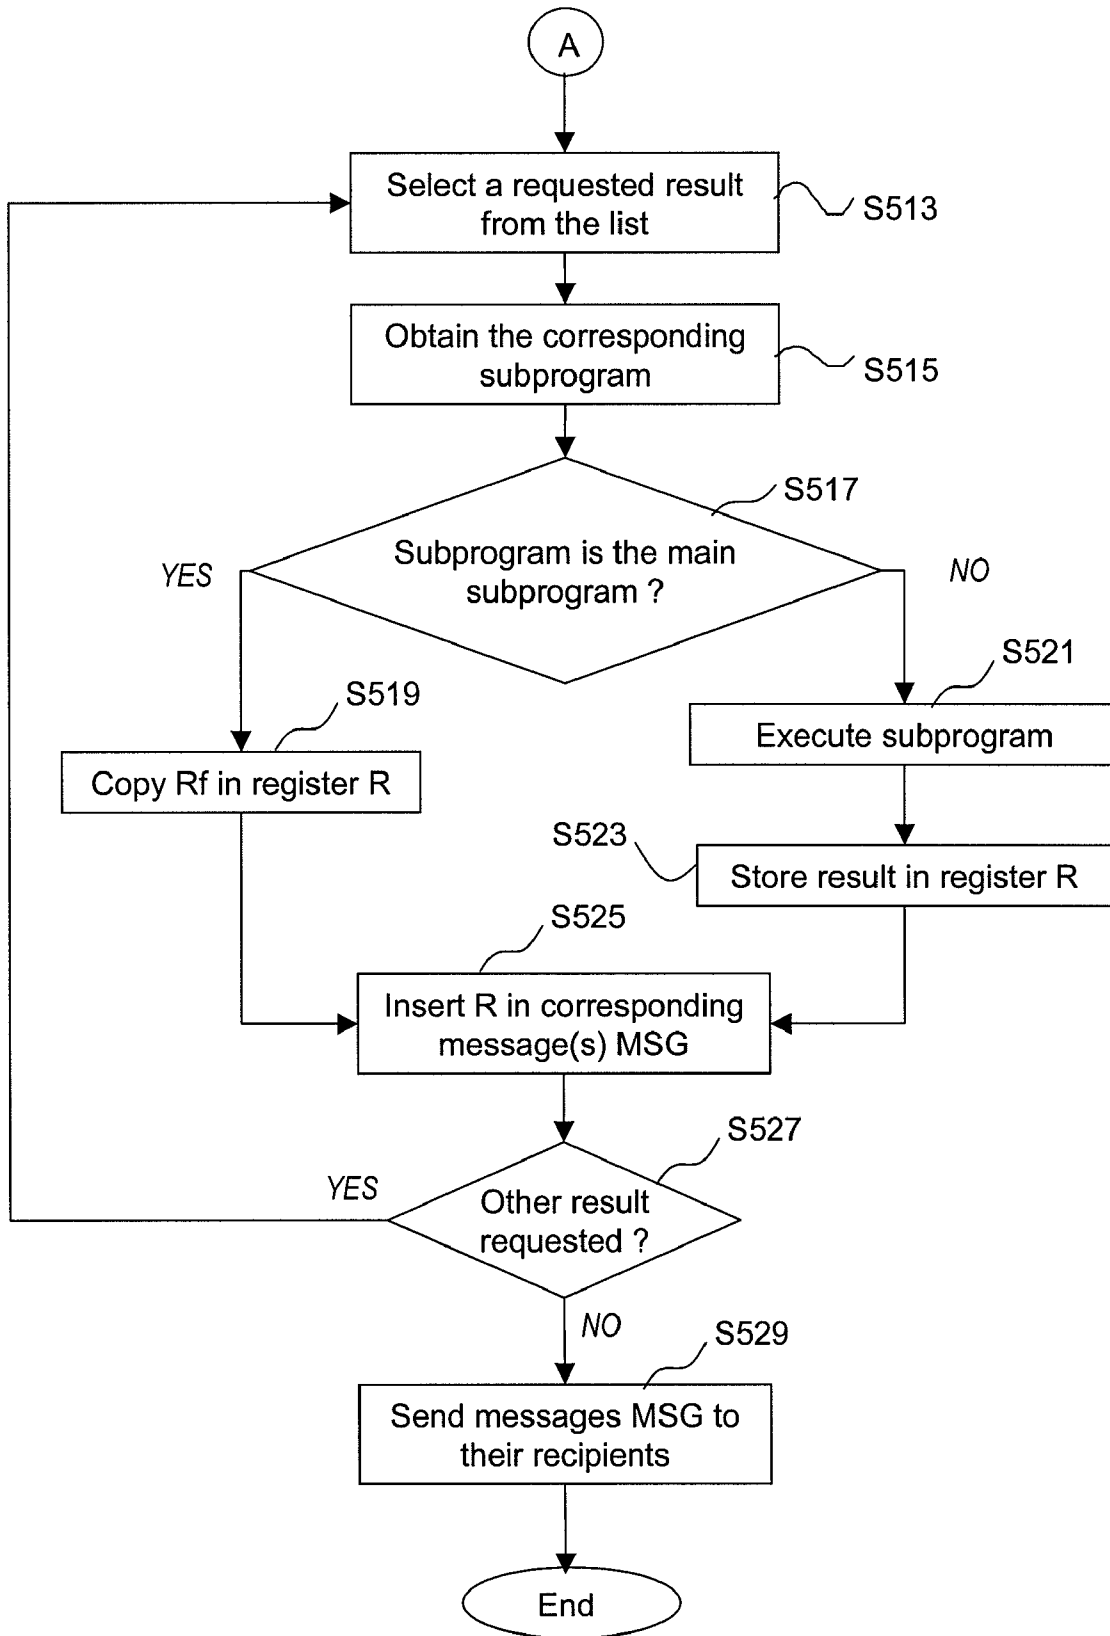 A
Select a requested result
from the list
S513
Obtain the corresponding
subprogram
S515
S517
Subprogram is the main
subprogram ?
YES
NO
S519
S521
Copy Rf in register R
Execute subprogram
S523
Store result in register R
S525
Insert R in corresponding
message(s) MSG
S527
YES
Other result
requested ?
NO
S529
Send messages MSG to
their recipients
End